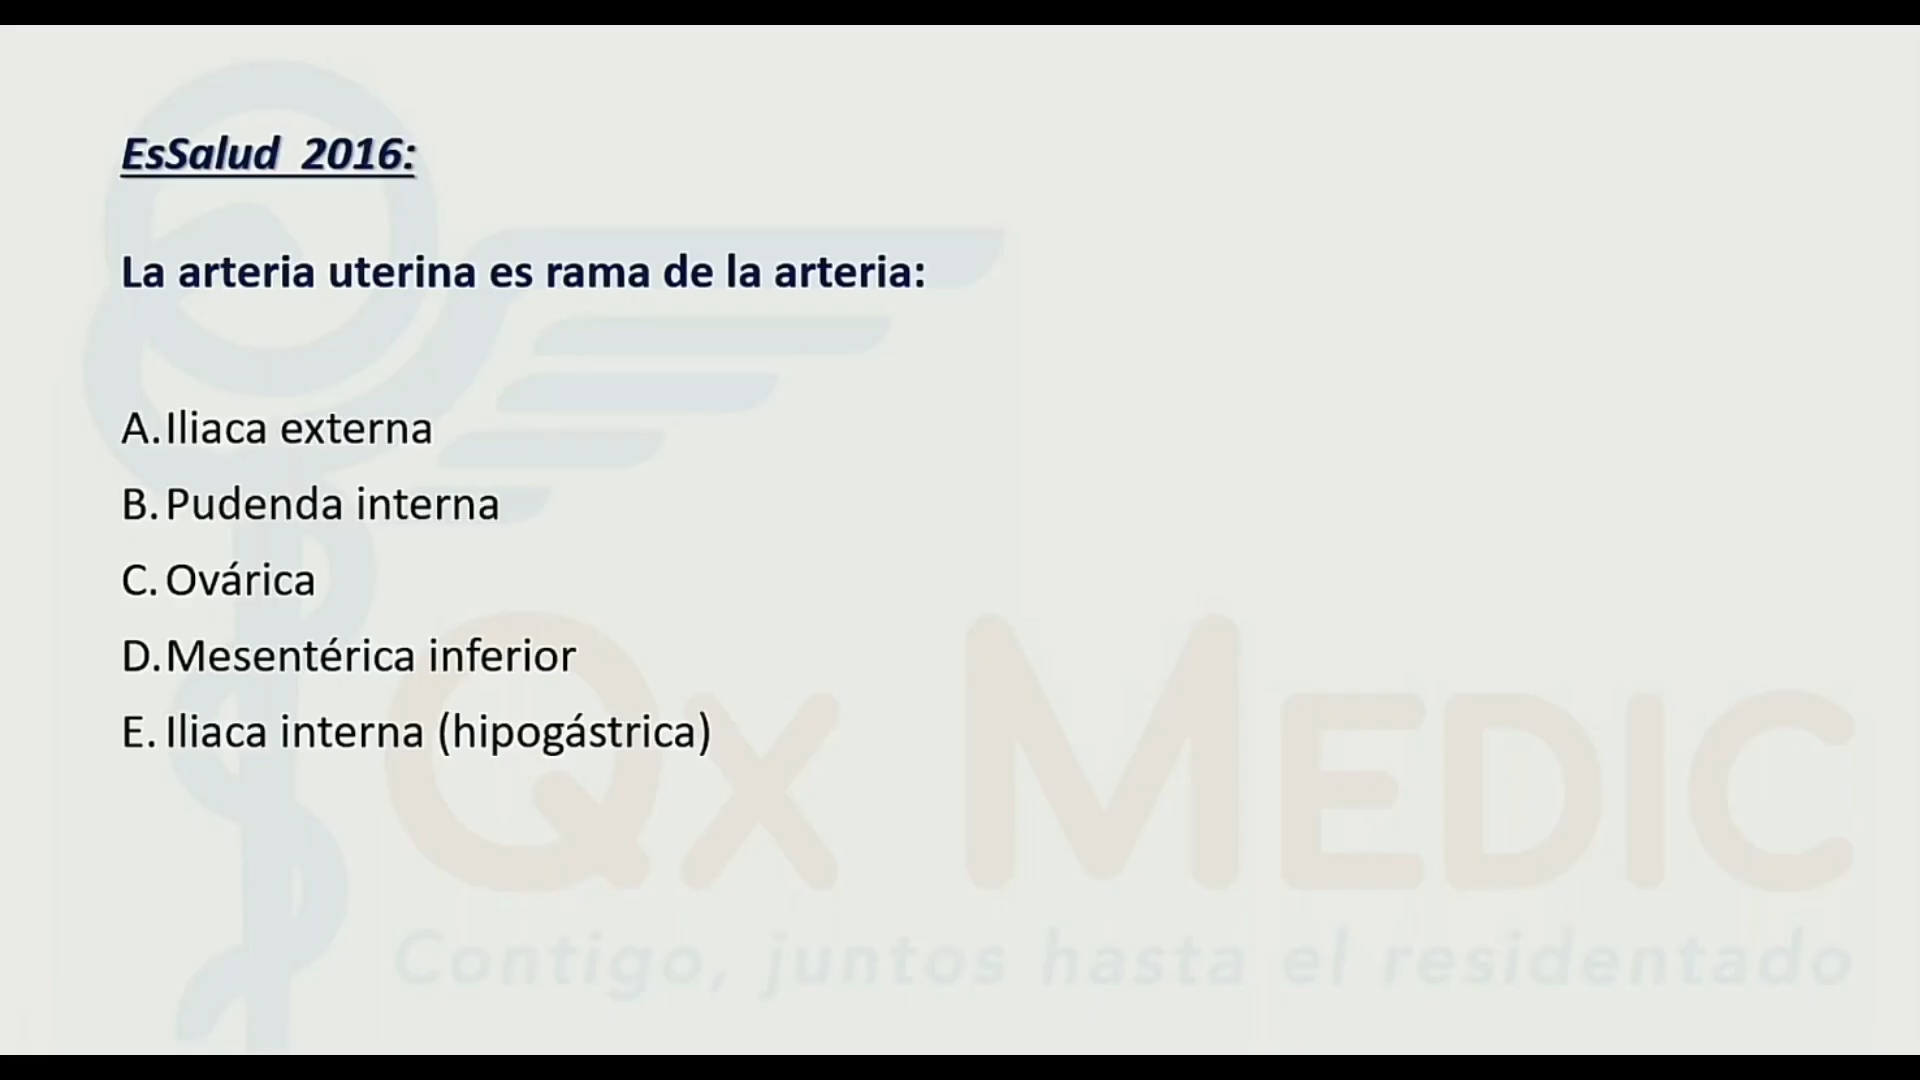 EsSalud 2016:
La arteria uterina es rama de la arteria:
A. Iliaca externa
B. Pudenda interna
C. Ovárica
D. Mesentérica inferior
E. Iliaca interna (hipogástrica)
Qx MEDIC
Contigo, juntos hasta el residentado